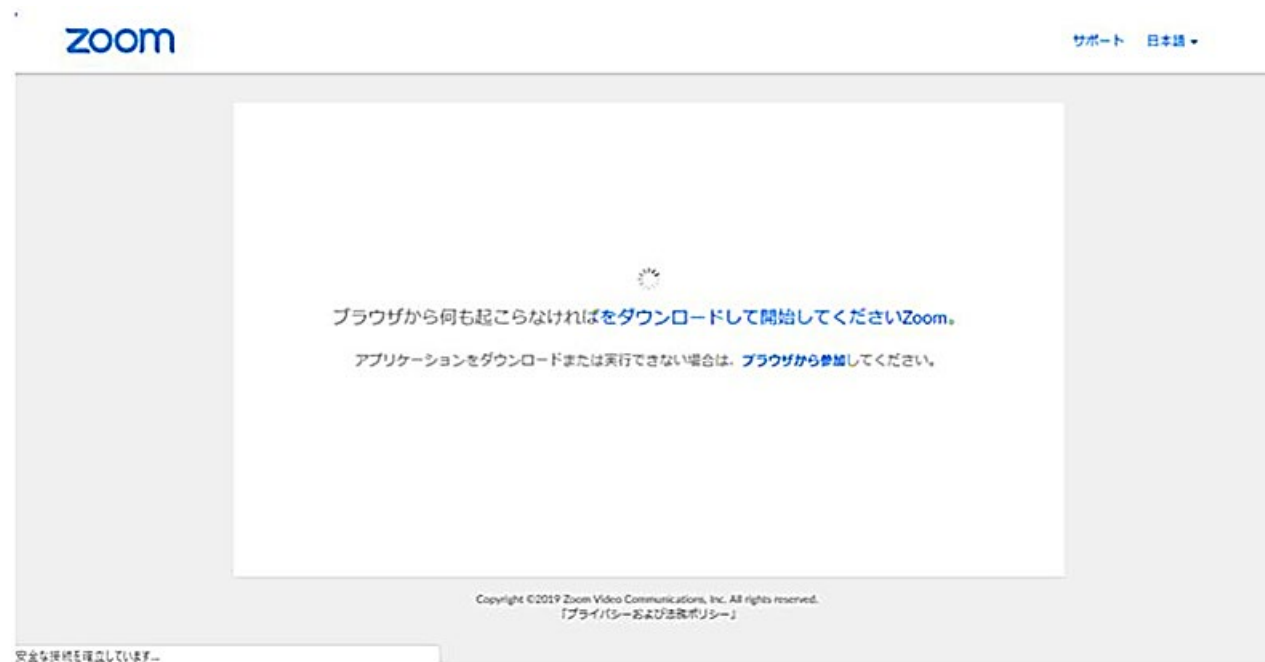 zoom
サポート 日本語
ブラウザから何も起こらなければをダウンロードして開始してくださいZoom。
アプリケーションをダウンロードまたは実行できない場合は、ブラウザから参加してください。
Copyright ©2019 Zoom Video Communications, Inc. All rights reserved.
「プライバシーおよび法務ポリシー」
安全な接続を確立しています...